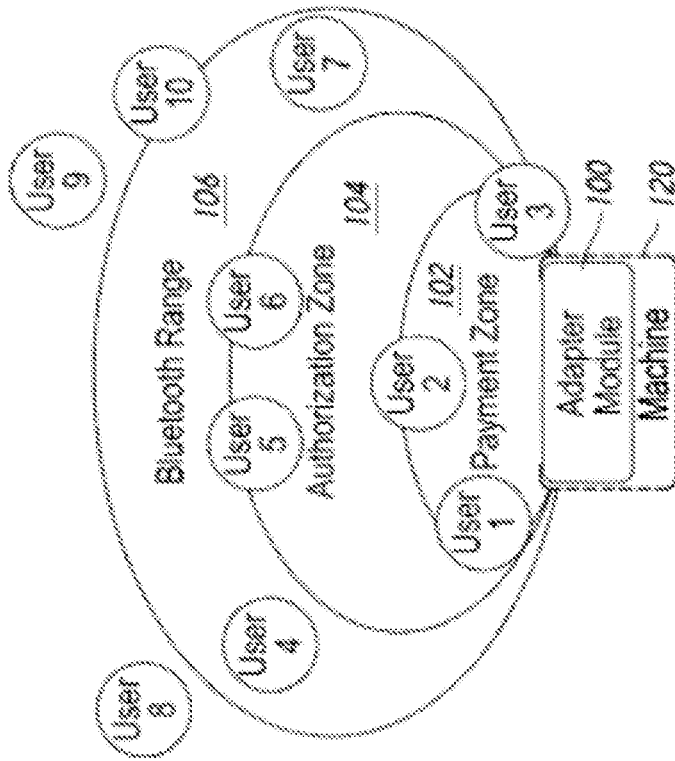 User
9
User
10
User
7
User
8
106
Bluetooth Range
User
6
User
5
104
Authorization Zone
User
4
User
2
102
User
3
Payment Zone
User
1
100
120
Adapter
Module
Machine